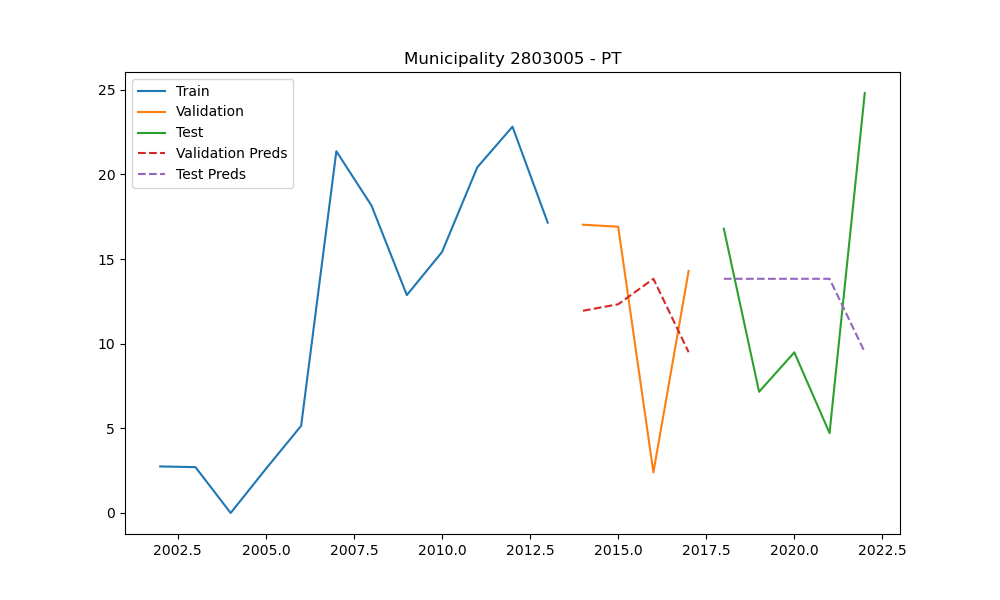 Municipality 2803005 - PT
Train
Validation
Test
Validation Preds
Test Preds
25
20
15
10
5
0
2002.5 2005.0 2007.5 2010.0 2012.5 2015.0 2017.5 2020.0 2022.5